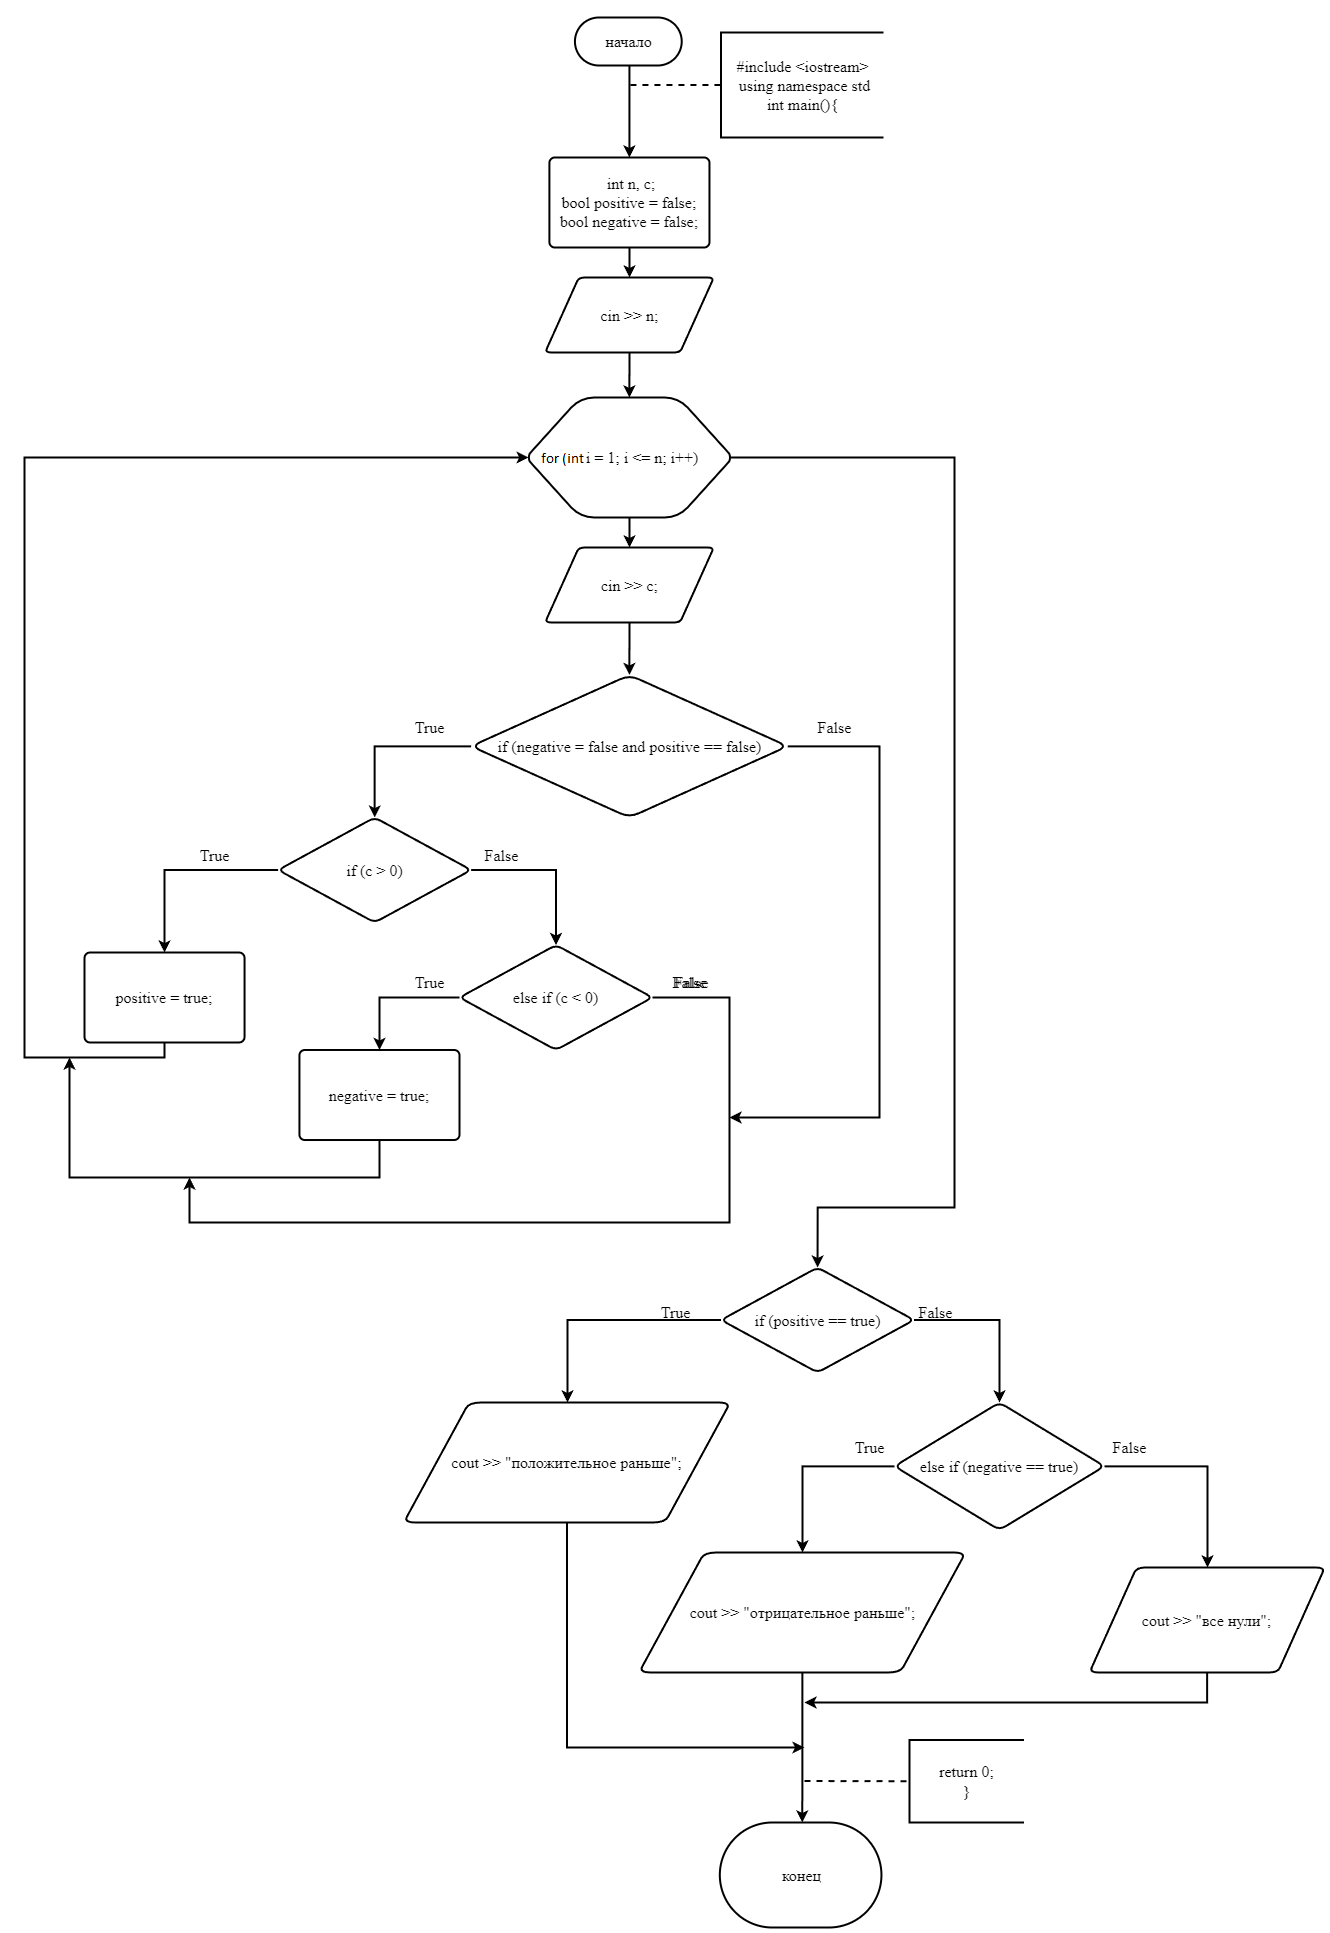 начало
#include <iostream>
using namespace std
int main(){
int n, c;
bool positive = false;
bool negative = false;
cin >> n;
for (int i = 1; i <= n; i++)
cin >> c;
True
False
if (negative = false and positive == false)
True
False
if (c > 0)
True
False
positive = true;
else if (c < 0)
negative = true;
True
False
if (positive == true)
True
False
cout >> "положительное раньше";
else if (negative == true)
cout >> "отрицательное раньше";
cout >> "все нули";
return 0;
}
конец